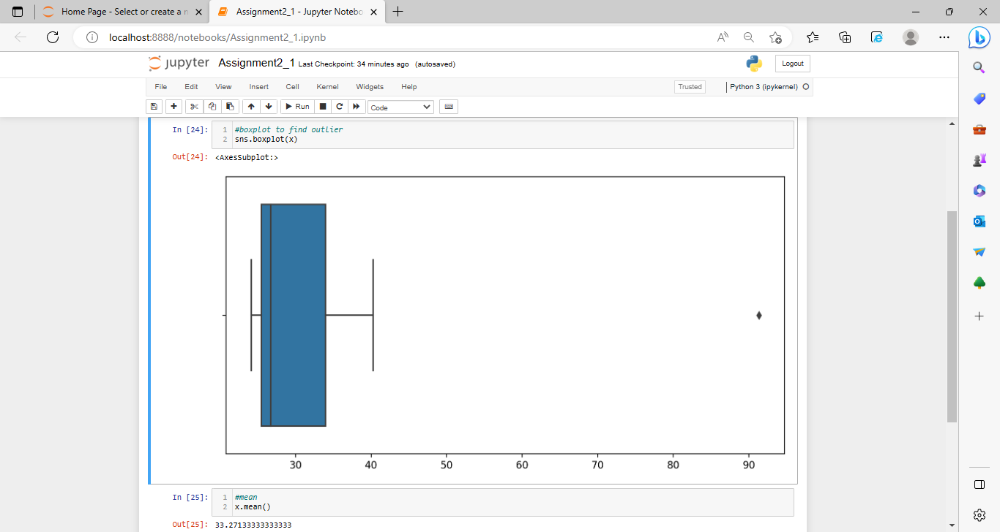 Home Page - Select or create a n
Assignment2_1 - Jupyter Notebo
localhost:8888/notebooks/Assignment2_1.ipynb
jupyter Assignment2_1 Last Checkpoint: 34 minutes ago (autosaved)
Logout
File Edit View Insert Cell Kernel Widgets Help
Trusted
Python 3 (ipykernel)
Run
Code
In [24]:
1 #boxplot to find outlier
2 sns.boxplot(x)
Out[24]: <AxesSubplot:>
30 40 50 60 70 80 90
In [25]:
1 #mean
2 x.mean()
Out[25]: 33.27133333333333